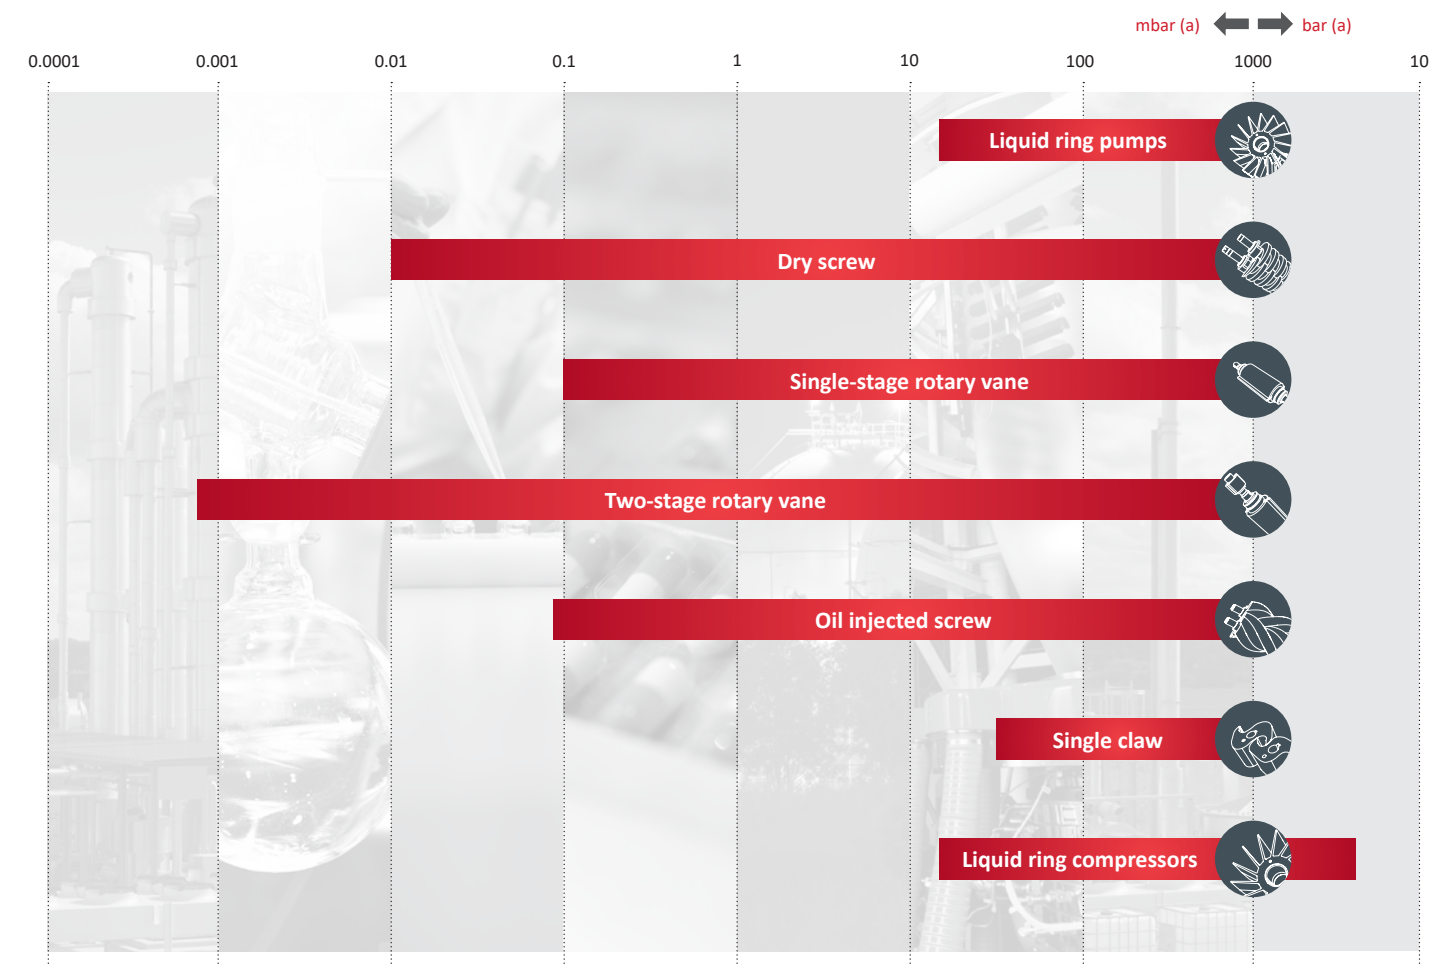 mbar (a) bar (a)
0.0001 0.001 0.01 0.1 1 10 100 1000 10
Liquid ring pumps
Dry screw
Single-stage rotary vane
Two-stage rotary vane
Oil injected screw
Single claw
Liquid ring compressors